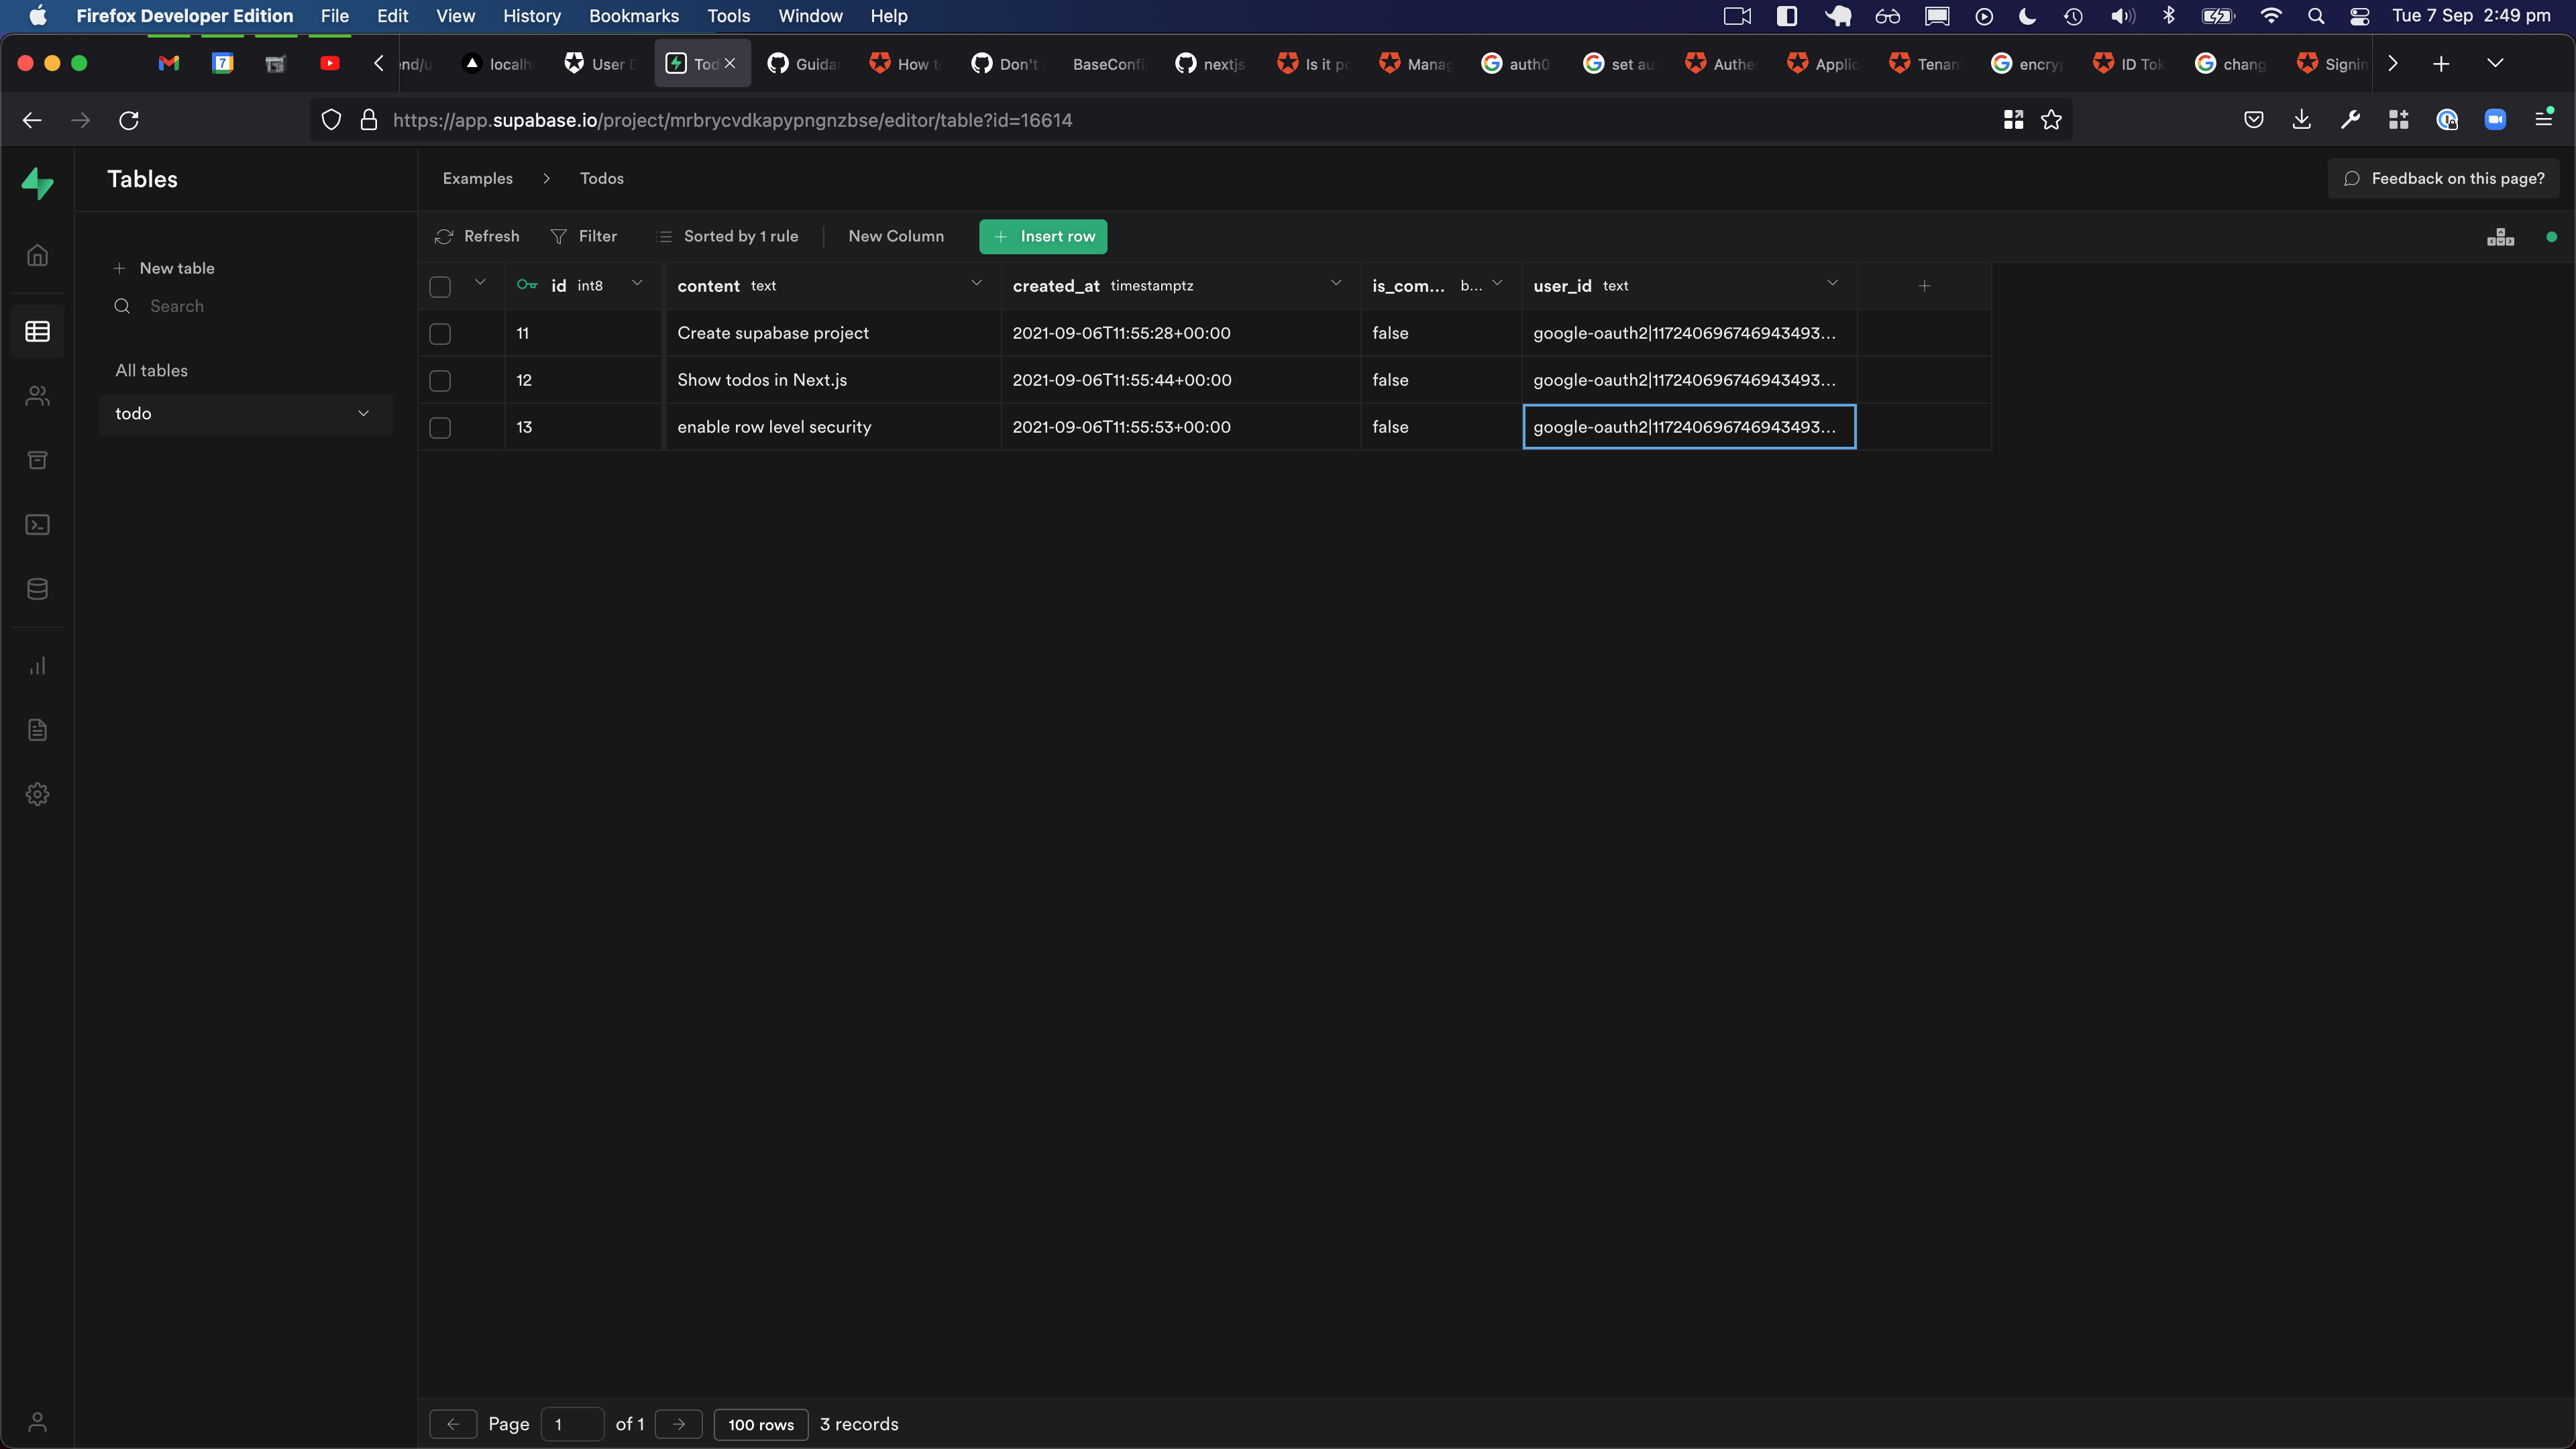 Firefox Developer Edition File Edit View History Bookmarks Tools Window Help Tue 7 Sep 2:49 pm
7 end/u localh User D Tod Guida How to Don't BaseConfi nextjs Is it po Manag auth0 set au Authe Applic Tenan encry ID Tok chang Signin
https://app.supabase.io/project/mrbrycvdkapypngnzbse/editor/table?id=16614
Tables
Examples > Todos
Feedback on this page?
Refresh Filter Sorted by 1 rule New Column + Insert row
+ New table
Search
All tables
todo
id int8 content text created_at timestamptz is_com... b... user_id text +
11 Create supabase project 2021-09-06T11:55:28+00:00 false google-oauth2|117240696746943493...
12 Show todos in Next.js 2021-09-06T11:55:44+00:00 false google-oauth2|117240696746943493...
13 enable row level security 2021-09-06T11:55:53+00:00 false google-oauth2|117240696746943493...
Page 1 of 1 100 rows 3 records